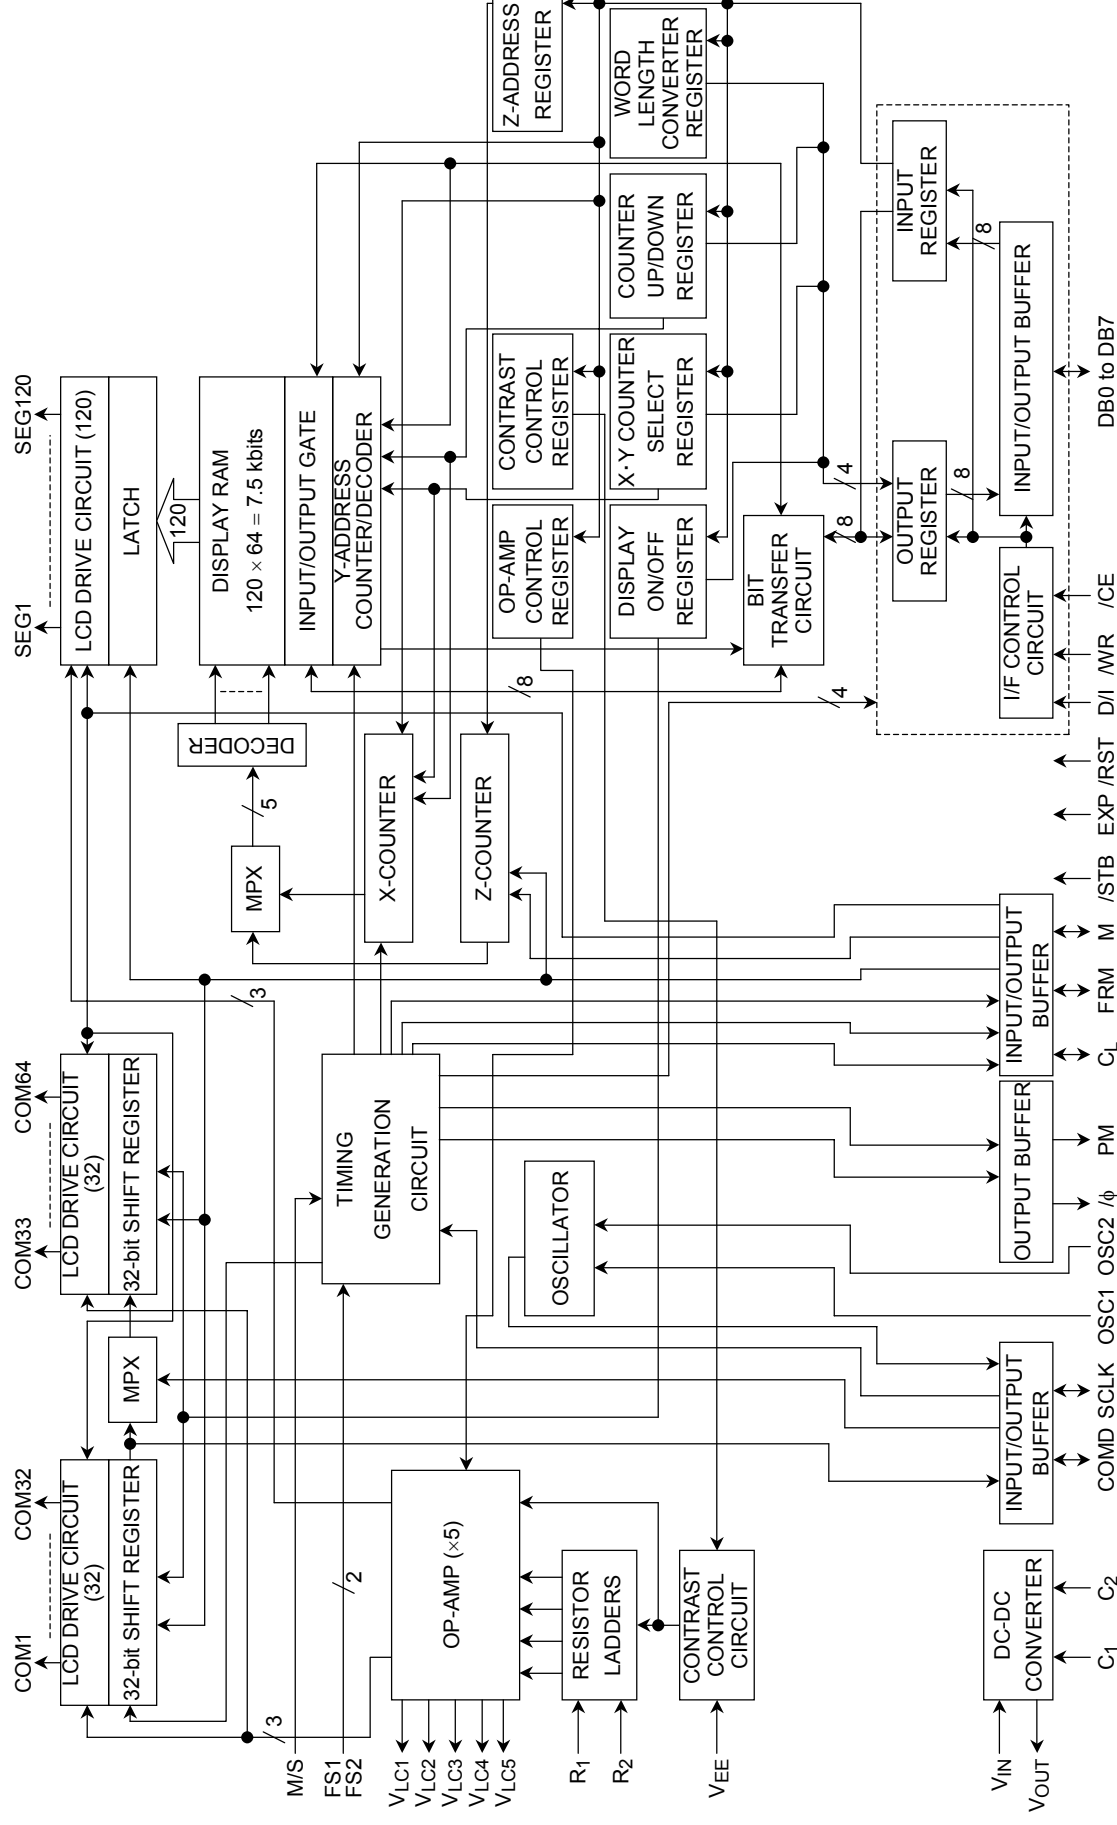 SEG1
SEG120
LCD DRIVE CIRCUIT (120)
LATCH
120
DISPLAY RAM
120 × 64 = 7.5 kbits
INPUT/OUTPUT GATE
Y-ADDRESS
COUNTER/DECODER
COM1
COM32
LCD DRIVE CIRCUIT
(32)
32-bit SHIFT REGISTER
MPX
COM33
COM64
LCD DRIVE CIRCUIT
(32)
32-bit SHIFT REGISTER
3
3
DECODER
5
MPX
X-COUNTER
Z-COUNTER
Z-ADDRESS
REGISTER
M/S
FS1
FS2
2
TIMING
GENERATION
CIRCUIT
VLC1
VLC2
VLC3
VLC4
VLC5
OP-AMP (×5)
OP-AMP
CONTROL
REGISTER
CONTRAST
CONTROL
REGISTER
OSCILLATOR
R1
R2
RESISTOR
LADDERS
DISPLAY
ON/OFF
REGISTER
X·Y COUNTER
SELECT
REGISTER
COUNTER
UP/DOWN
REGISTER
WORD
LENGTH
CONVERTER
REGISTER
VEE
CONTRAST
CONTROL
CIRCUIT
BIT
TRANSFER
CIRCUIT
8
4
8
4
OUTPUT
REGISTER
INPUT
REGISTER
8
8
VIN
VOUT
DC-DC
CONVERTER
INPUT/OUTPUT
BUFFER
OUTPUT BUFFER
INPUT/OUTPUT
BUFFER
I/F CONTROL
CIRCUIT
INPUT/OUTPUT BUFFER
C1
C2
COMD
SCLK
OSC1
OSC2
/φ
PM
CL
FRM
M
/STB
EXP
/RST
D/I
/WR
/CE
DB0 to DB7